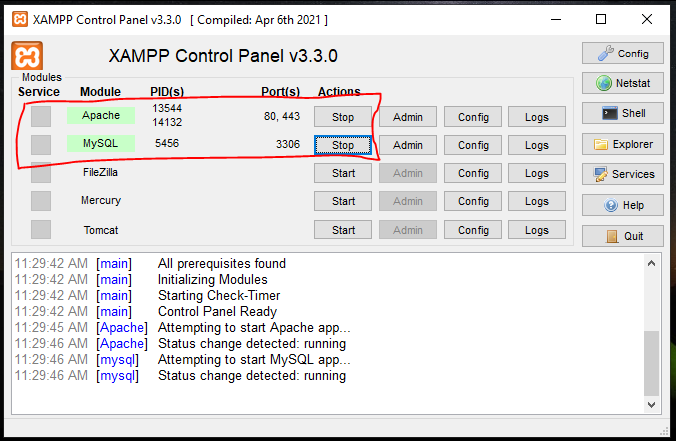 XAMPP Control Panel v3.3.0 [ Compiled: Apr 6th 2021 ]
XAMPP Control Panel v3.3.0
Config
Modules
Service Module PID(s) Port(s) Actions
Netstat
Apache 13544 14132 80, 443 Stop Admin Config Logs
Shell
MySQL 5456 3306 Stop Admin Config Logs
Explorer
FileZilla Start Admin Config Logs
Services
Mercury Start Admin Config Logs
Help
Tomcat Start Admin Config Logs
Quit
11:29:42 AM [main] All prerequisites found
11:29:42 AM [main] Initializing Modules
11:29:42 AM [main] Starting Check-Timer
11:29:42 AM [main] Control Panel Ready
11:29:45 AM [Apache] Attempting to start Apache app...
11:29:46 AM [Apache] Status change detected: running
11:29:46 AM [mysql] Attempting to start MySQL app...
11:29:46 AM [mysql] Status change detected: running